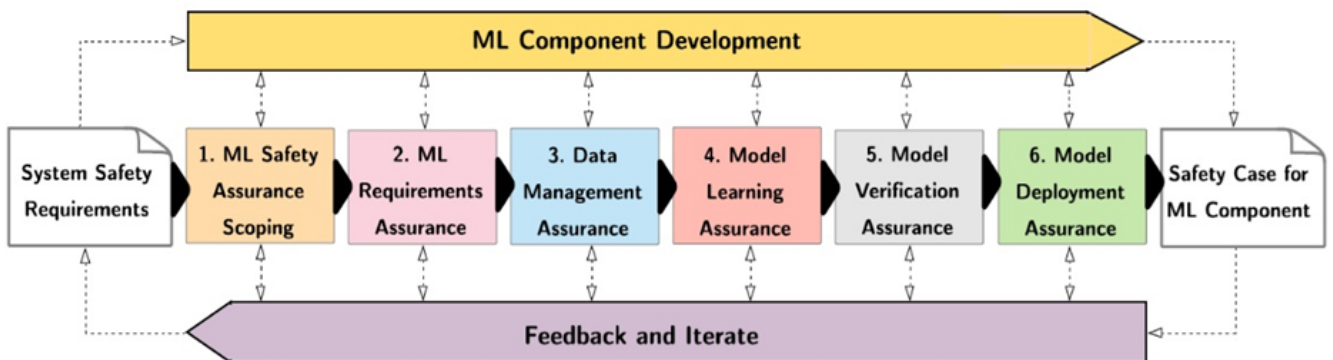 ML Component Development
System Safety
Requirements
1. ML Safety
Assurance
Scoping
2. ML
Requirements
Assurance
3. Data
Management
Assurance
4. Model
Learning
Assurance
5. Model
Verification
Assurance
6. Model
Deployment
Assurance
Safety Case for
ML Component
Feedback and Iterate